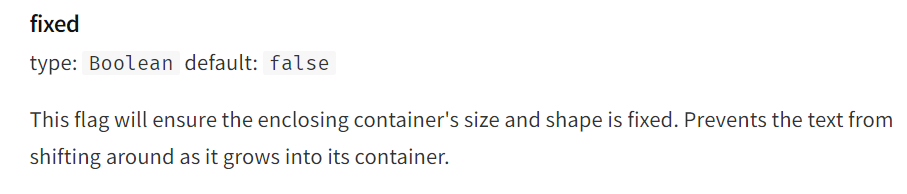 fixed
type: Boolean default: false
This flag will ensure the enclosing container's size and shape is fixed. Prevents the text from
shifting around as it grows into its container.